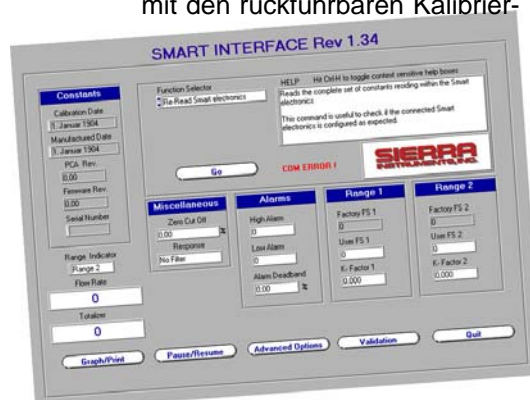 mit den rückführbaren Kalibrier-
SMART INTERFACE Rev 1.34
Constants
Calibration Date
1. Januar 1904
Manufactured Date
1. Januar 1904
PCA Rev.
0.00
Firmware Rev.
0.00
Serial Number
Range Indicator
Range 2
Flow Rate
0
Totalizer
0
Function Selector
Re-Read Smart electronics
Go
HELP Hit Ctrl-H to toggle context sensitive help boxes
Reads the complete set of constants residing within the Smart
electronics
This command is useful to check if the connected Smart
electronics is configured as expected.
COM ERROR !
SIERRA
INSTRUMENTS, INC.
Miscellaneous
Zero Cut Off
0.00 %
Response
No Filter
Alarms
High Alarm
0
Low Alarm
0
Alarm Deadband
0.00 %
Range 1
Factory FS 1
0
User FS 1
0
K- Factor 1
0.000
Range 2
Factory FS 2
0
User FS 2
0
K- Factor 2
0.000
Graph/Print
Pause/Resume
Advanced Options
Validation
Quit